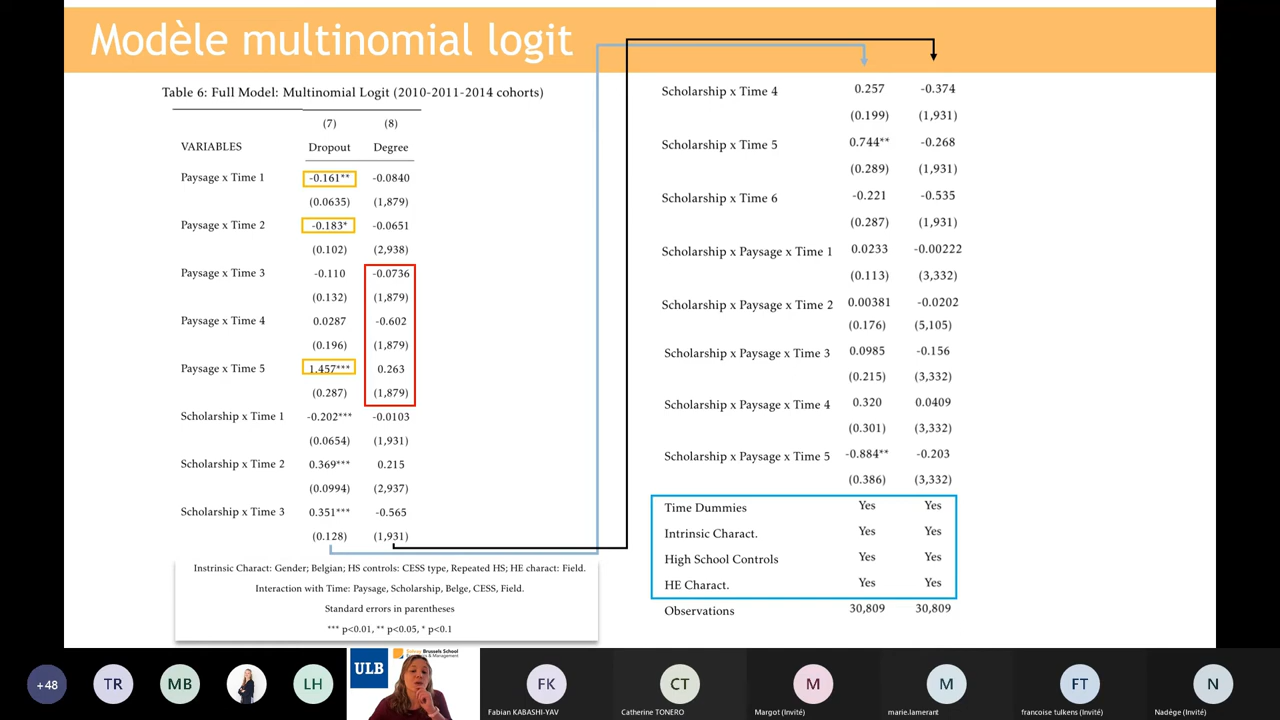 Modèle multinomial logit
Table 6: Full Model: Multinomial Logit (2010-2011-2014 cohorts)
(7) (8)
VARIABLES Dropout Degree
Paysage x Time 1 -0.161** -0.0840
(0.0635) (1,879)
Paysage x Time 2 -0.183* -0.0651
(0.102) (2,938)
Paysage x Time 3 -0.110 -0.0736
(0.132) (1,879)
Paysage x Time 4 0.0287 -0.602
(0.196) (1,879)
Paysage x Time 5 1.457*** 0.263
(0.287) (1,879)
Scholarship x Time 1 -0.202*** -0.0103
(0.0654) (1,931)
Scholarship x Time 2 0.369*** 0.215
(0.0994) (2,937)
Scholarship x Time 3 0.351*** -0.565
(0.128) (1,931)
Instrinsic Charact: Gender; Belgian; HS controls: CESS type, Repeated HS; HE charact: Field.
Interaction with Time: Paysage, Scholarship, Belge, CESS, Field.
Standard errors in parentheses
*** p<0.01, ** p<0.05, * p<0.1
Scholarship x Time 4 0.257 -0.374
(0.199) (1,931)
Scholarship x Time 5 0.744** -0.268
(0.289) (1,931)
Scholarship x Time 6 -0.221 -0.535
(0.287) (1,931)
Scholarship x Paysage x Time 1 0.0233 -0.00222
(0.113) (3,332)
Scholarship x Paysage x Time 2 0.00381 -0.0202
(0.176) (5,105)
Scholarship x Paysage x Time 3 0.0985 -0.156
(0.215) (3,332)
Scholarship x Paysage x Time 4 0.320 0.0409
(0.301) (3,332)
Scholarship x Paysage x Time 5 -0.884** -0.203
(0.386) (3,332)
Time Dummies Yes Yes
Intrinsic Charact. Yes Yes
High School Controls Yes Yes
HE Charact. Yes Yes
Observations 30,809 30,809
+48 TR MB LH
ULB
Solvay Brussels School
Economics & Management
FK CT M M FT N
Fabian KABASHI-YAV Catherine TONERO Margot (Invité) marie.lamerant francoise tulkens (Invité) Nadége (Invité)